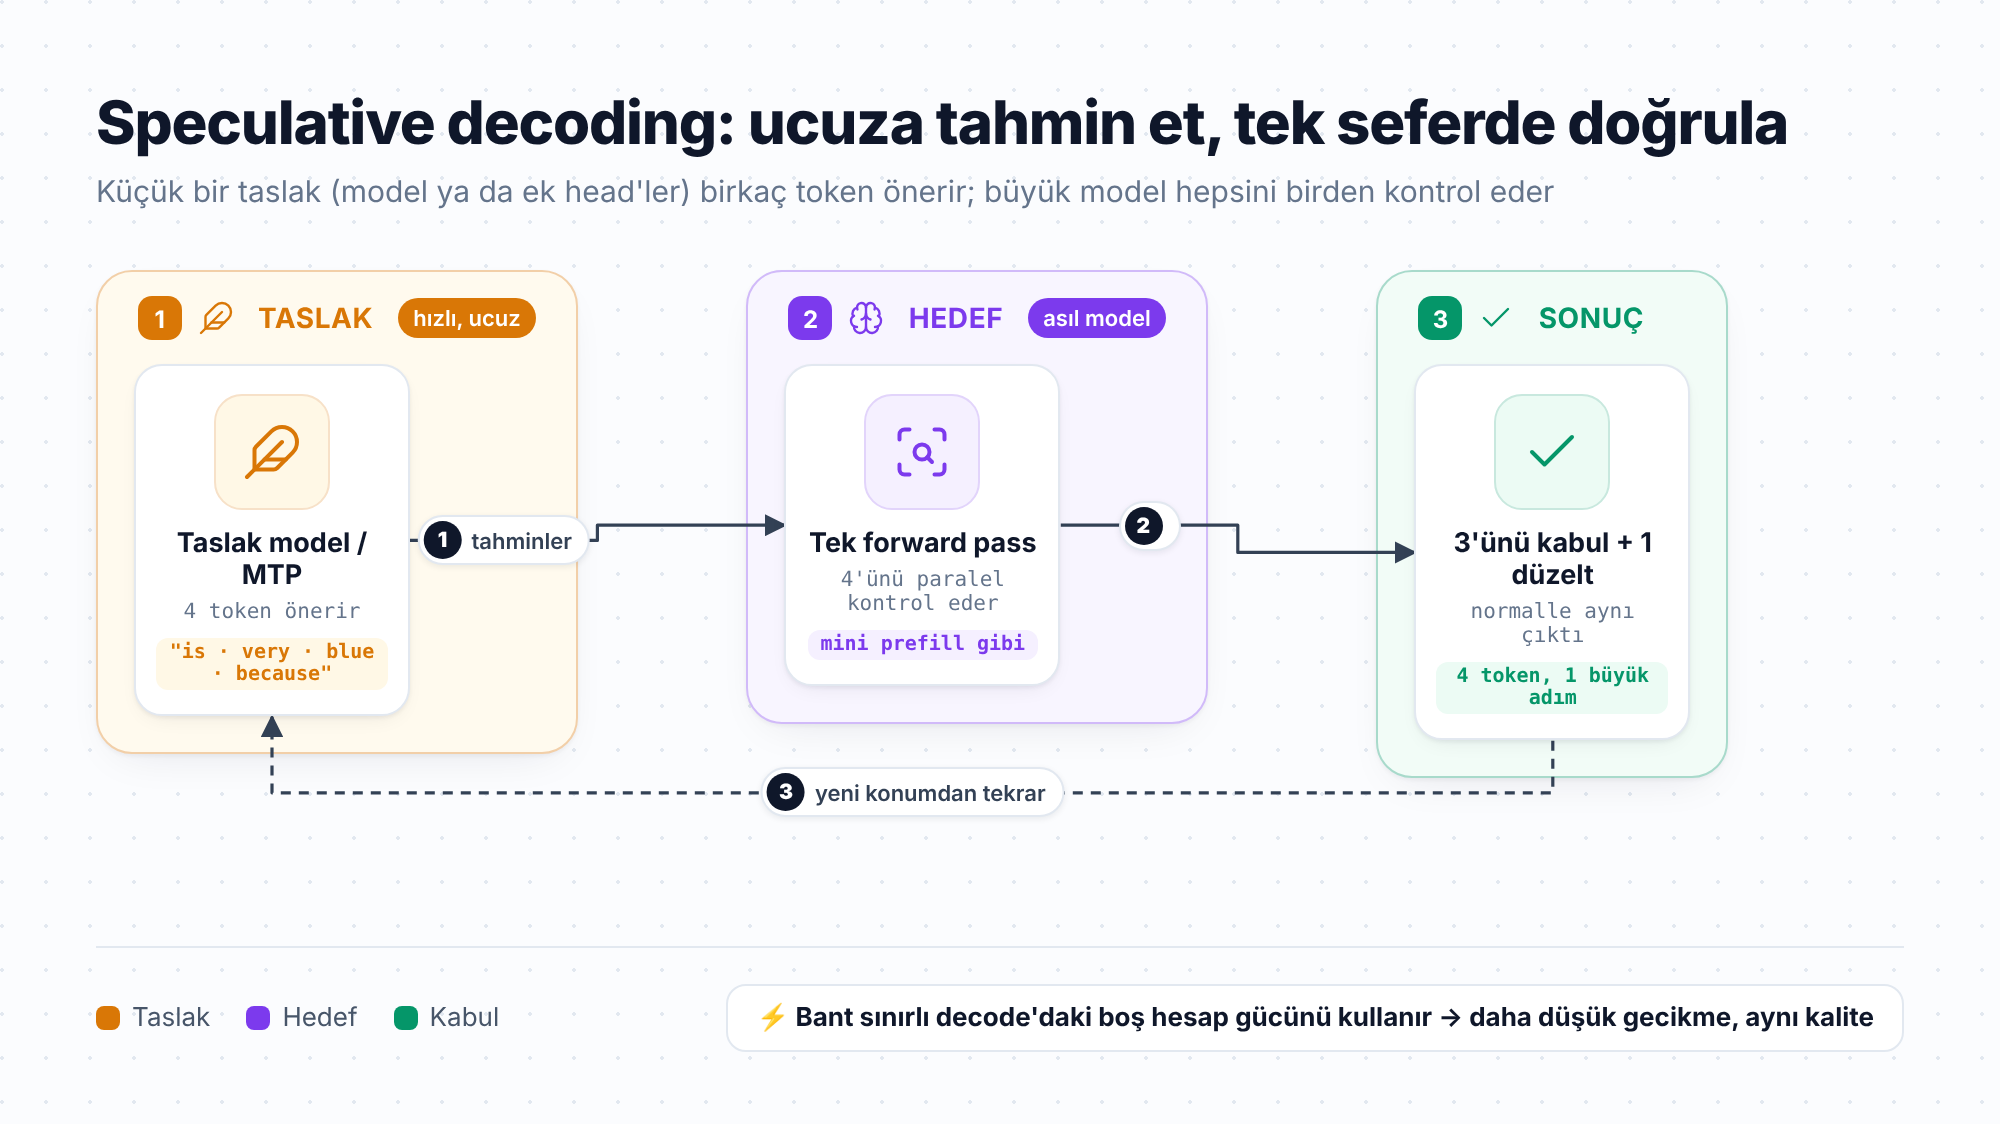 Speculative decoding: ucuza tahmin et, tek seferde doğrula
Küçük bir taslak (model ya da ek head'ler) birkaç token önerir; büyük model hepsini birden kontrol eder
1 TASLAK hızlı, ucuz
Taslak model /
MTP
4 token önerir
"is · very · blue
· because"
1 tahminler
2 HEDEF asıl model
Tek forward pass
4'ünü paralel
kontrol eder
mini prefill gibi
2
3 SONUÇ
3'ünü kabul + 1
düzelt
normalle aynı
çıktı
4 token, 1 büyük
adım
3 yeni konumdan tekrar
Taslak
Hedef
Kabul
⚡ Bant sınırlı decode'daki boş hesap gücünü kullanır → daha düşük gecikme, aynı kalite